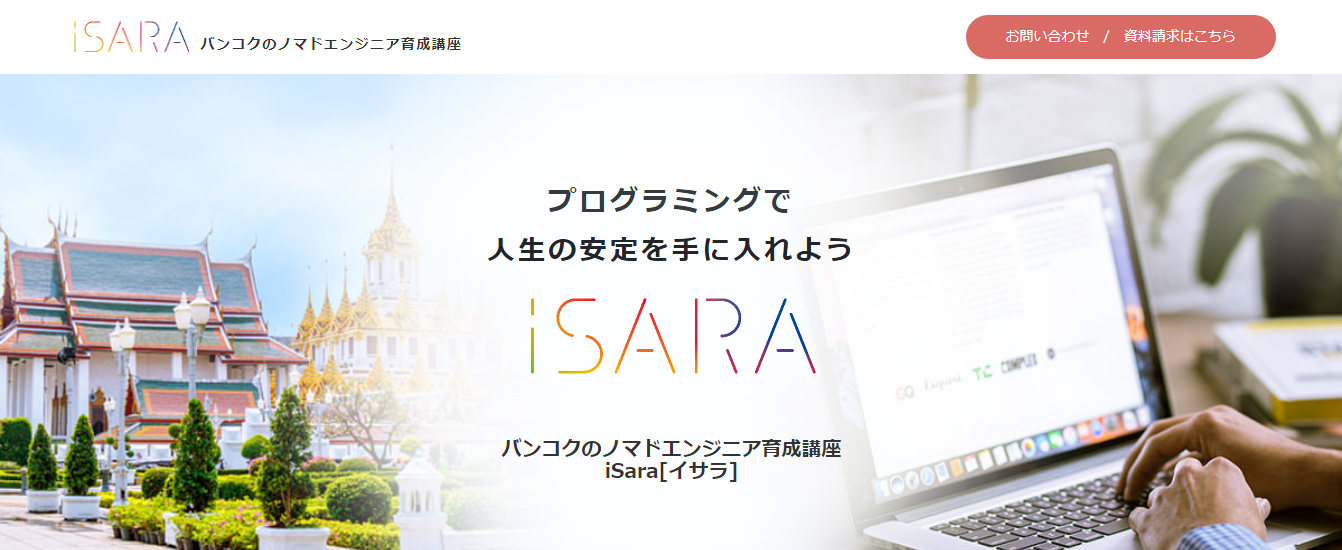 iSARA バンコクのノマドエンジニア育成講座
お問い合わせ / 資料請求はこちら
プログラミングで
人生の安定を手に入れよう
iSARA
バンコクのノマドエンジニア育成講座
iSara[イサラ]
GQ Esquire TC COMPLEX